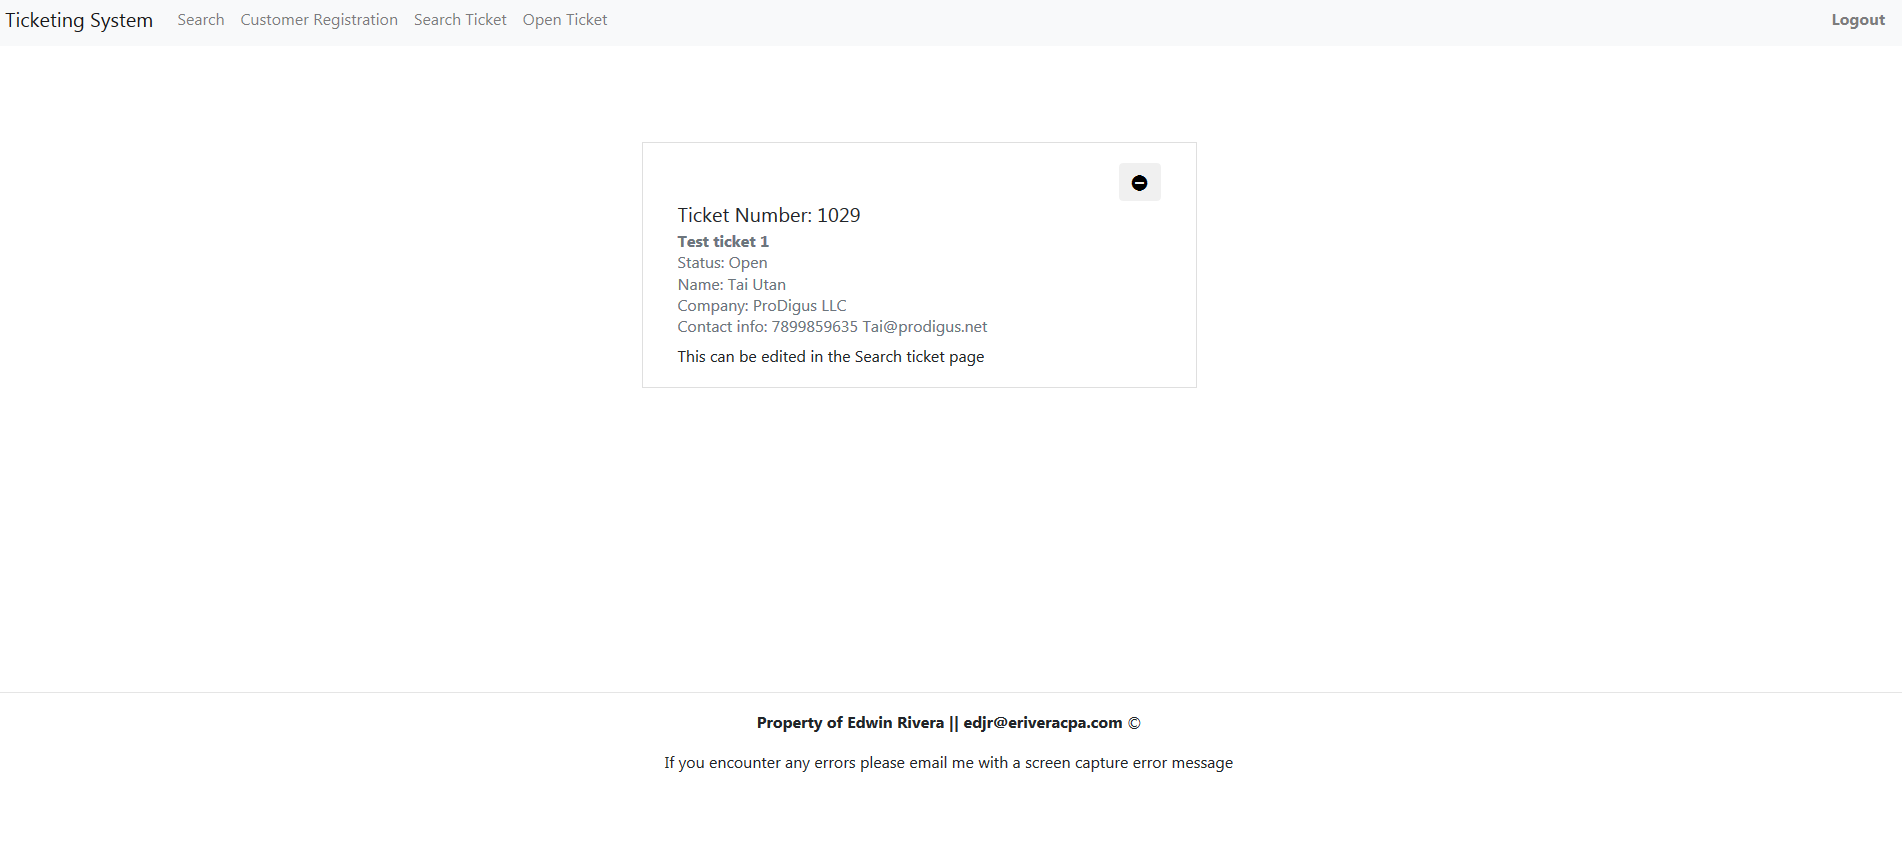 Ticketing System Search Customer Registration Search Ticket Open Ticket Logout
Ticket Number: 1029
Test ticket 1
Status: Open
Name: Tai Utan
Company: ProDigus LLC
Contact info: 7899859635 Tai@prodigus.net
This can be edited in the Search ticket page
Property of Edwin Rivera || edjr@eriveracpa.com ©
If you encounter any errors please email me with a screen capture error message